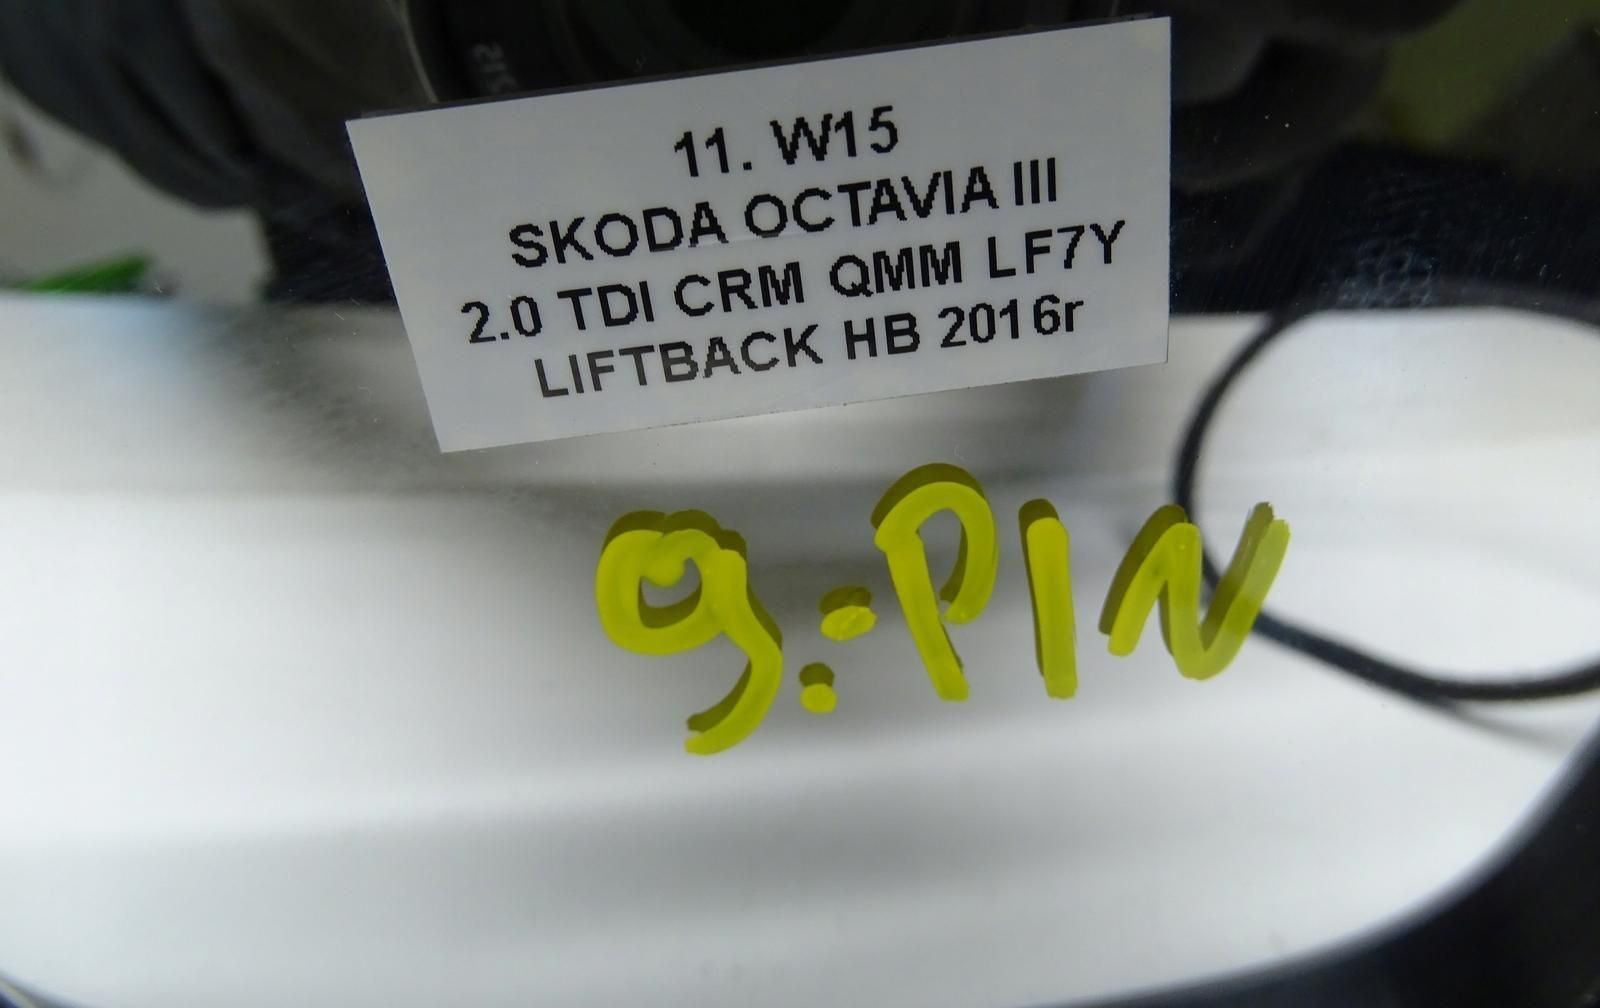 11. W15
SKODA OCTAVIA III
2.0 TDI CRM QMM LF7Y
LIFTBACK HB 2016r
9:PIN